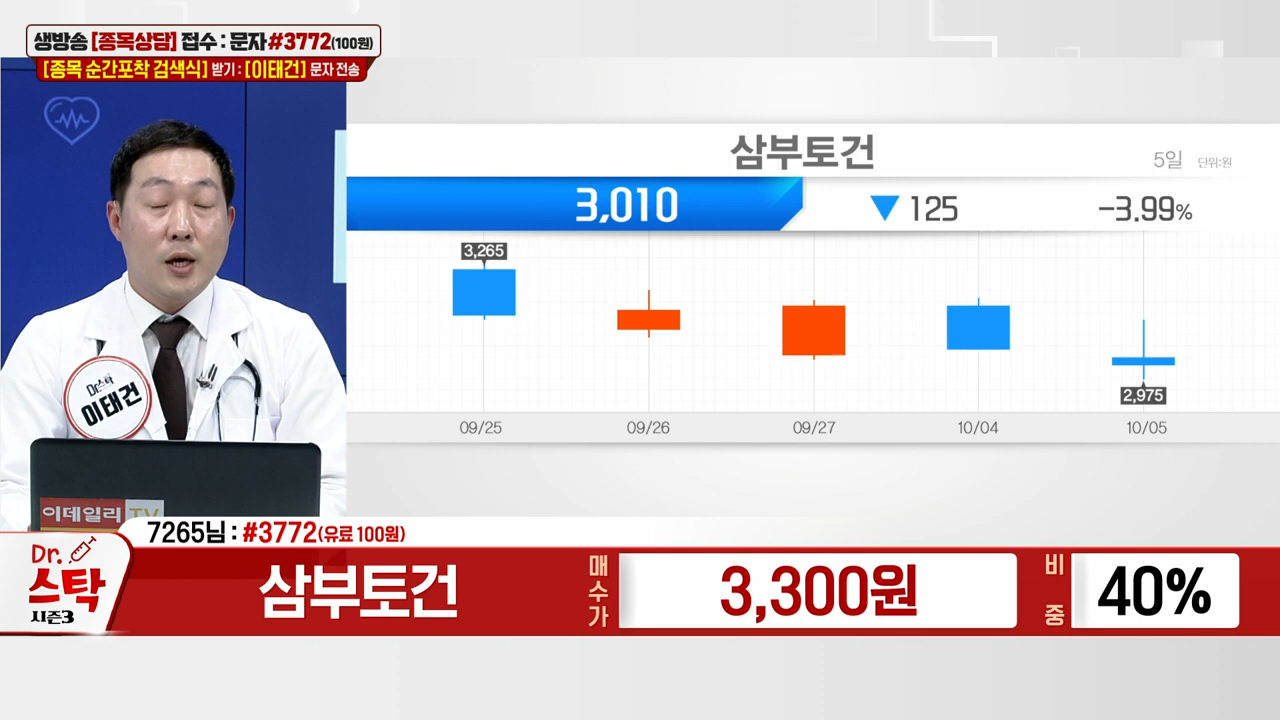 생방송 [종목상담] 접수 : 문자#3772(100원)
[종목 순간포착 검색식] 받기 : [이태건] 문자 전송
삼부토건
5일 단위:원
3,010 ▼ 125 -3.99%
3,265
2,975
09/25 09/26 09/27 10/04 10/05
Dr.스탁
이태건
이데일리 TV
7265님 : #3772(유료 100원)
Dr.
스탁
시즌3
삼부토건 매수가 3,300원 비중 40%